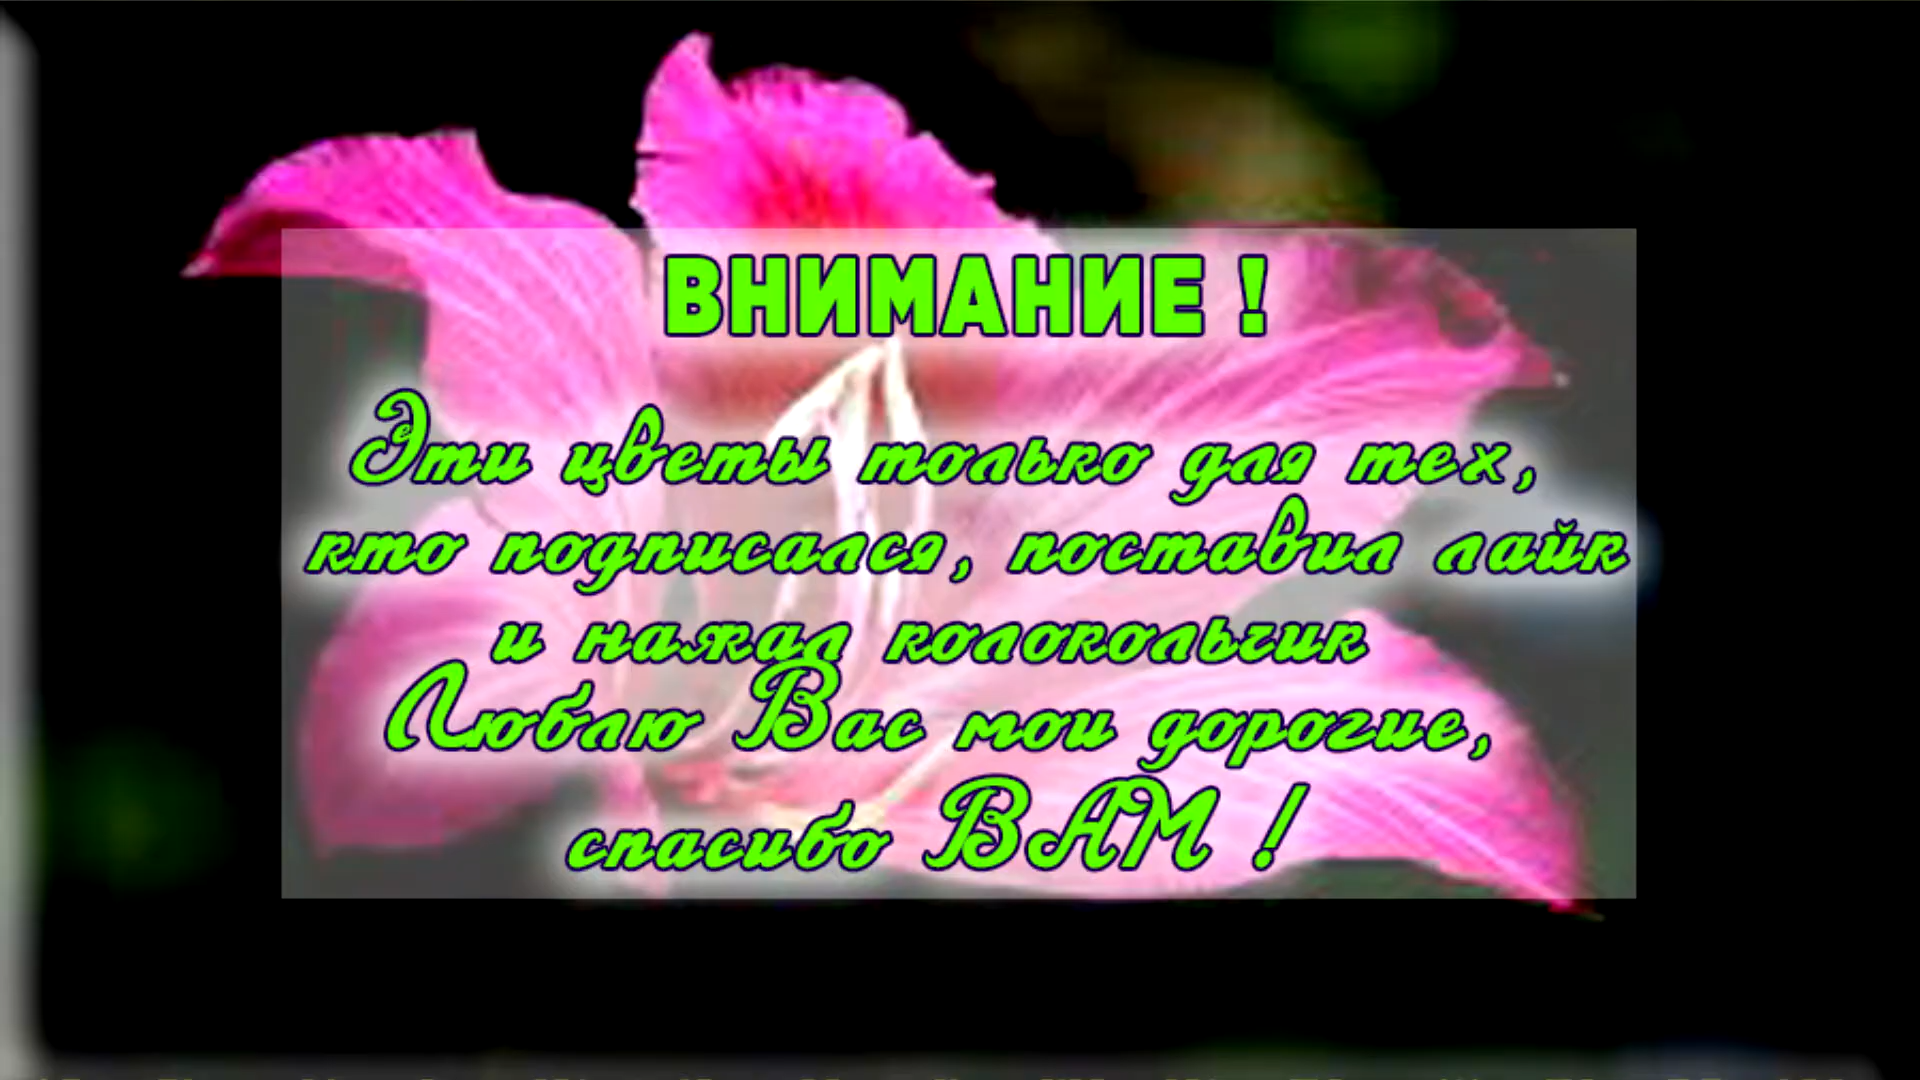 ВНИМАНИЕ !
Эти цветы только для тех,
кто подписался, поставил лайк
и нажал колокольчик
Люблю Вас мои дорогие,
спасибо ВАМ !